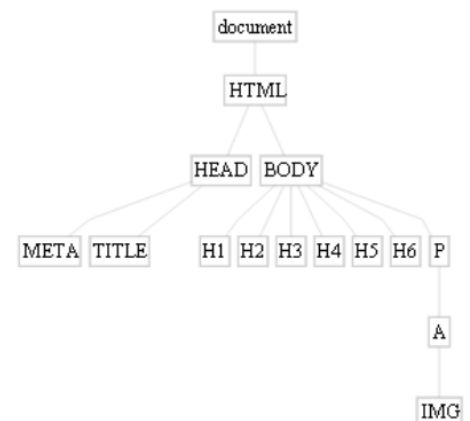 document
HTML
HEAD BODY
META TITLE H1 H2 H3 H4 H5 H6 P
A
IMG